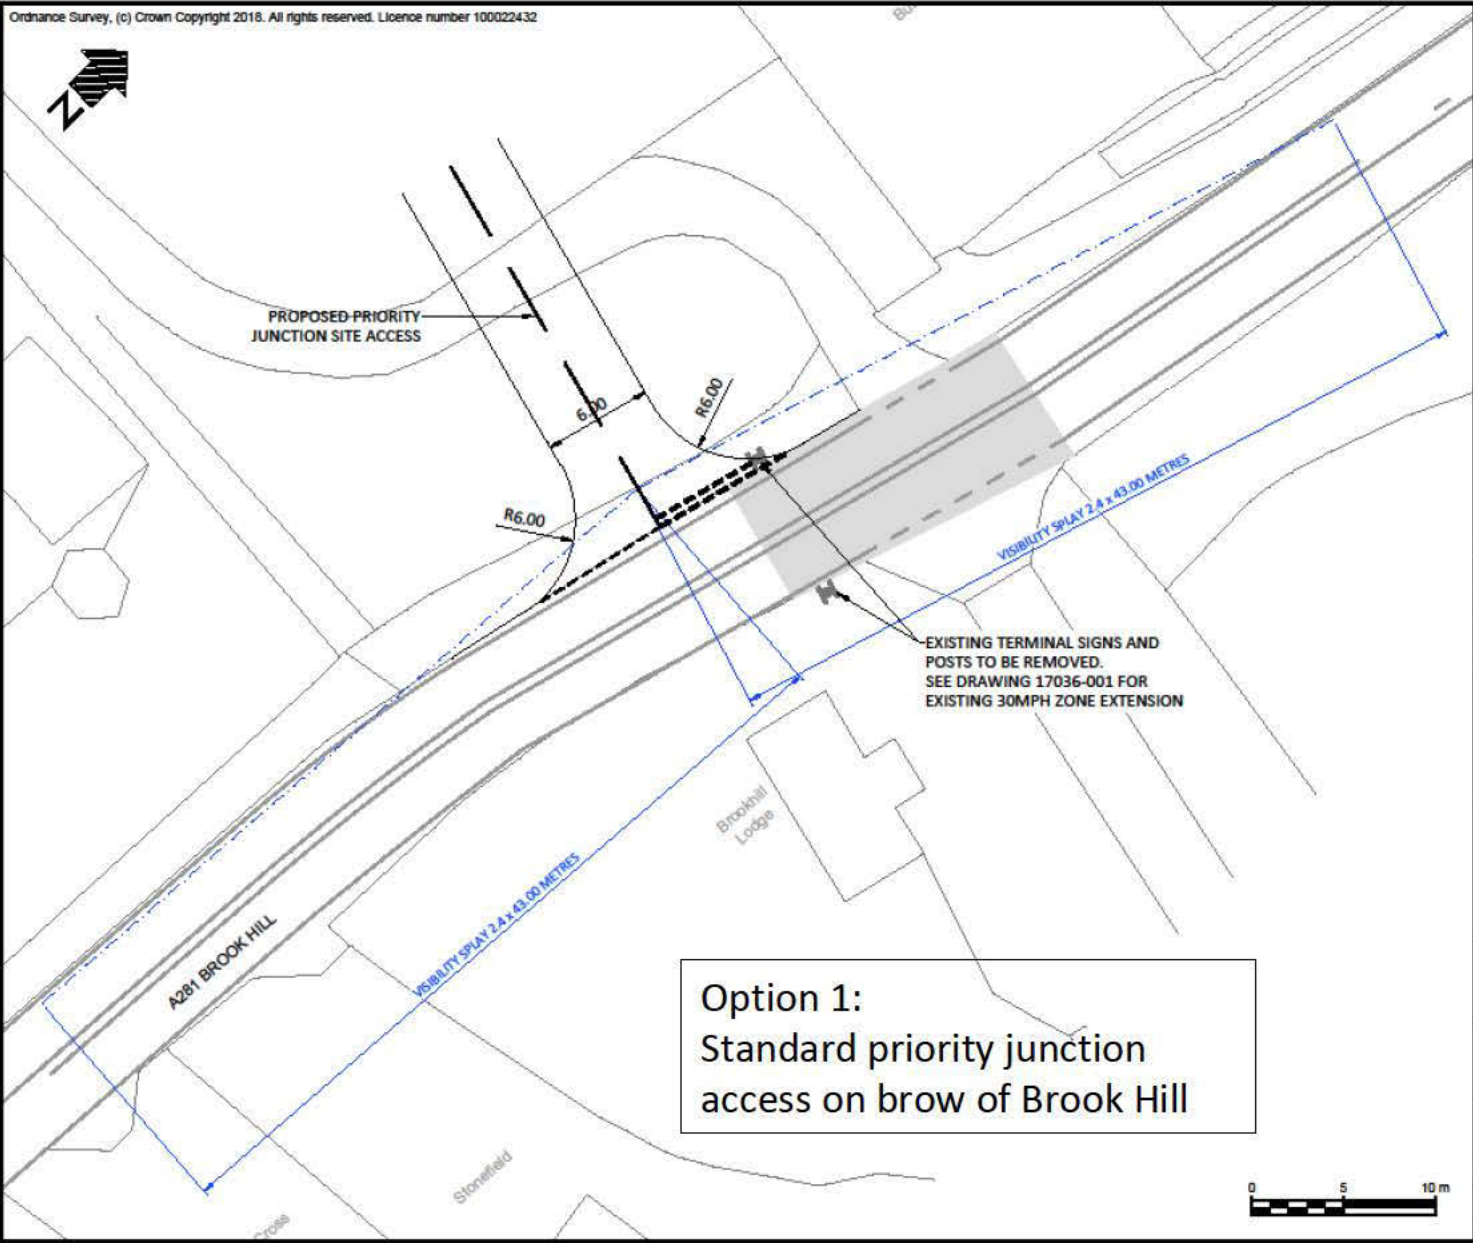 Ordnance Survey, (c) Crown Copyright 2018. All rights reserved. Licence number 100022432
N
PROPOSED PRIORITY
JUNCTION SITE ACCESS
6.00
R6.00
R6.00
VISIBILITY SPLAY 2.4 x 43.00 METRES
EXISTING TERMINAL SIGNS AND
POSTS TO BE REMOVED.
SEE DRAWING 17036-001 FOR
EXISTING 30MPH ZONE EXTENSION
Brookhill
Lodge
VISIBILITY SPLAY 2.4 x 43.00 METRES
A281 BROOK HILL
Option 1:
Standard priority junction
access on brow of Brook Hill
Stonefield
Cross
0 5 10 m